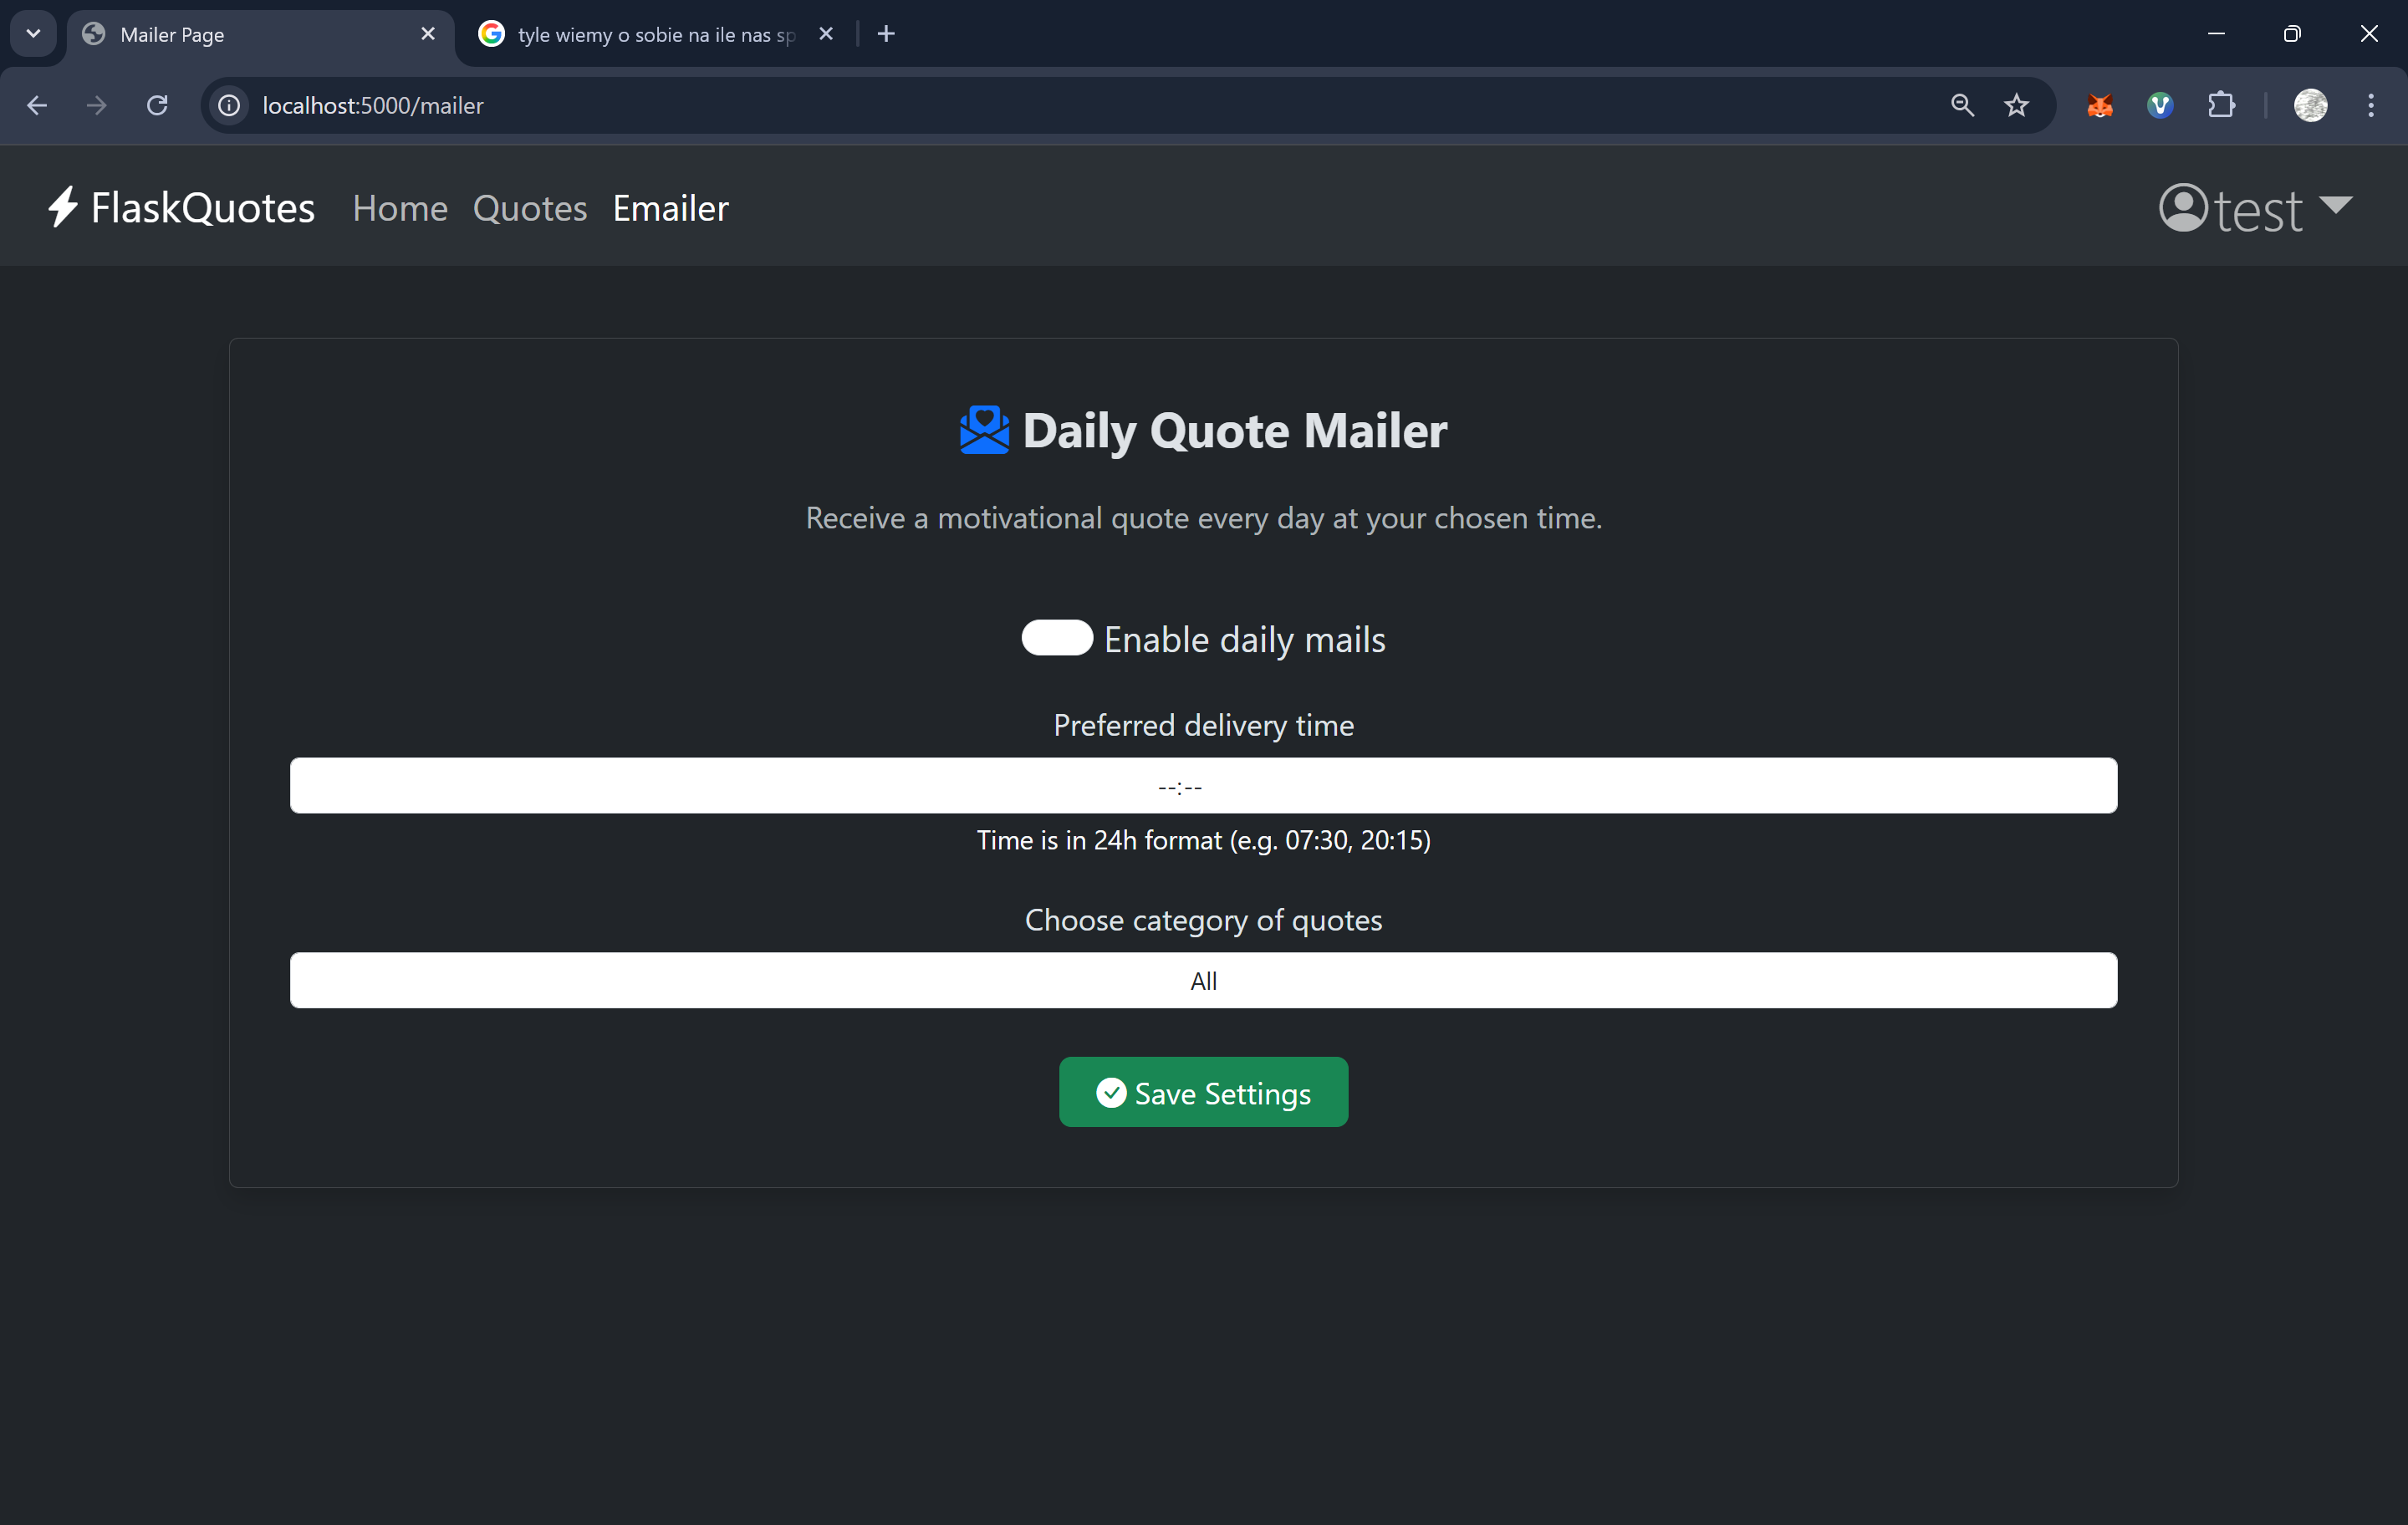 Mailer Page
tyle wiemy o sobie na ile nas sp
localhost:5000/mailer
FlaskQuotes Home Quotes Emailer test
Daily Quote Mailer
Receive a motivational quote every day at your chosen time.
Enable daily mails
Preferred delivery time
--:--
Time is in 24h format (e.g. 07:30, 20:15)
Choose category of quotes
All
Save Settings